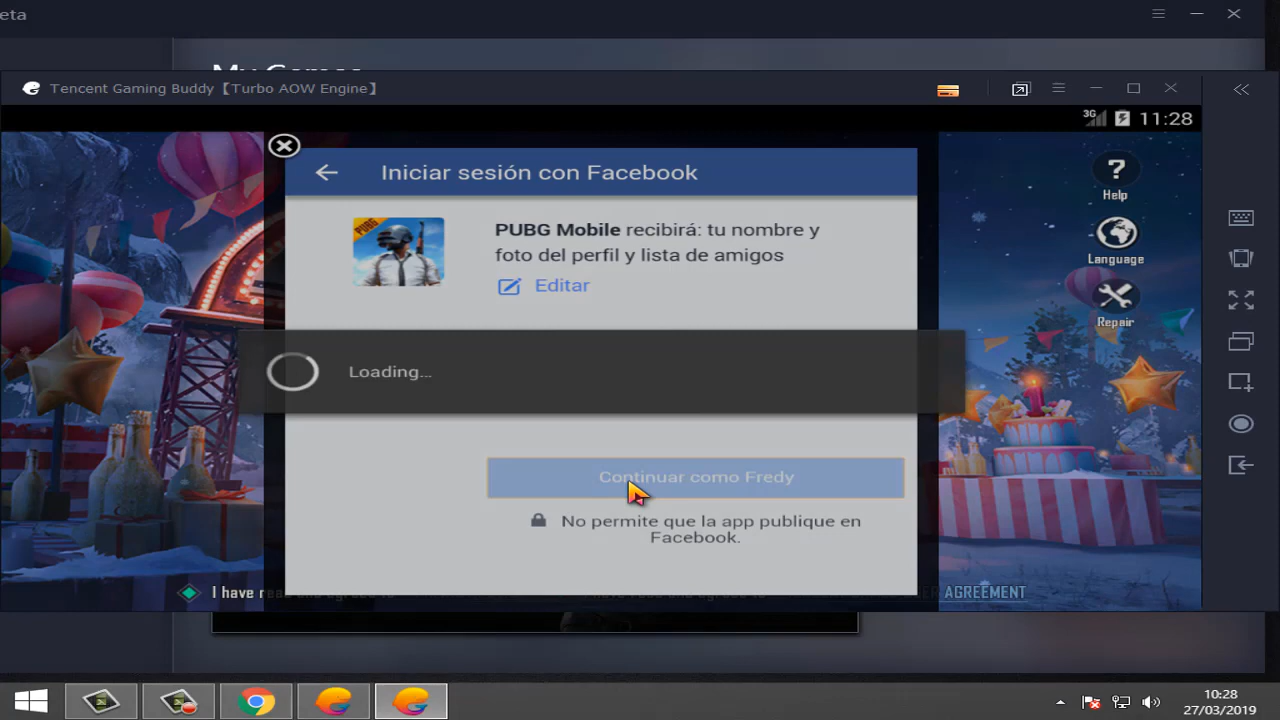 eta
Tencent Gaming Buddy【Turbo AOW Engine】
3G 11:28
Iniciar sesión con Facebook
PUBG
PUBG Mobile recibirá: tu nombre y
foto del perfil y lista de amigos
Editar
?
Help
Language
Repair
Loading...
Continuar como Fredy
No permite que la app publique en
Facebook.
I have
AGREEMENT
10:28
27/03/2019